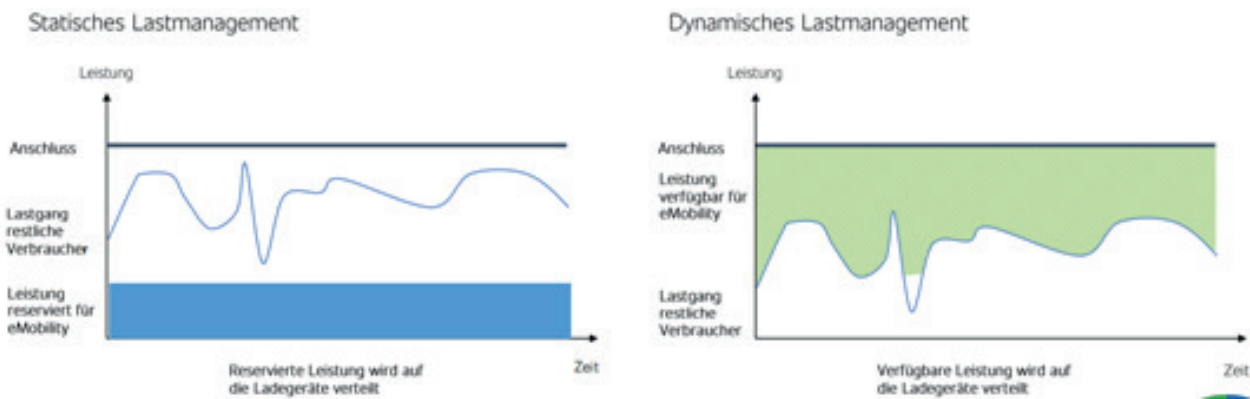 Statisches Lastmanagement
Leistung
Anschluss
Lastgang
restliche
Verbraucher
Leistung
reserviert für
eMobility
Zeit
Reservierte Leistung wird auf
die Ladegeräte verteilt
Dynamisches Lastmanagement
Leistung
Anschluss
Leistung
verfügbar für
eMobility
Lastgang
restliche
Verbraucher
Zeit
Verfügbare Leistung wird auf
die Ladegeräte verteilt